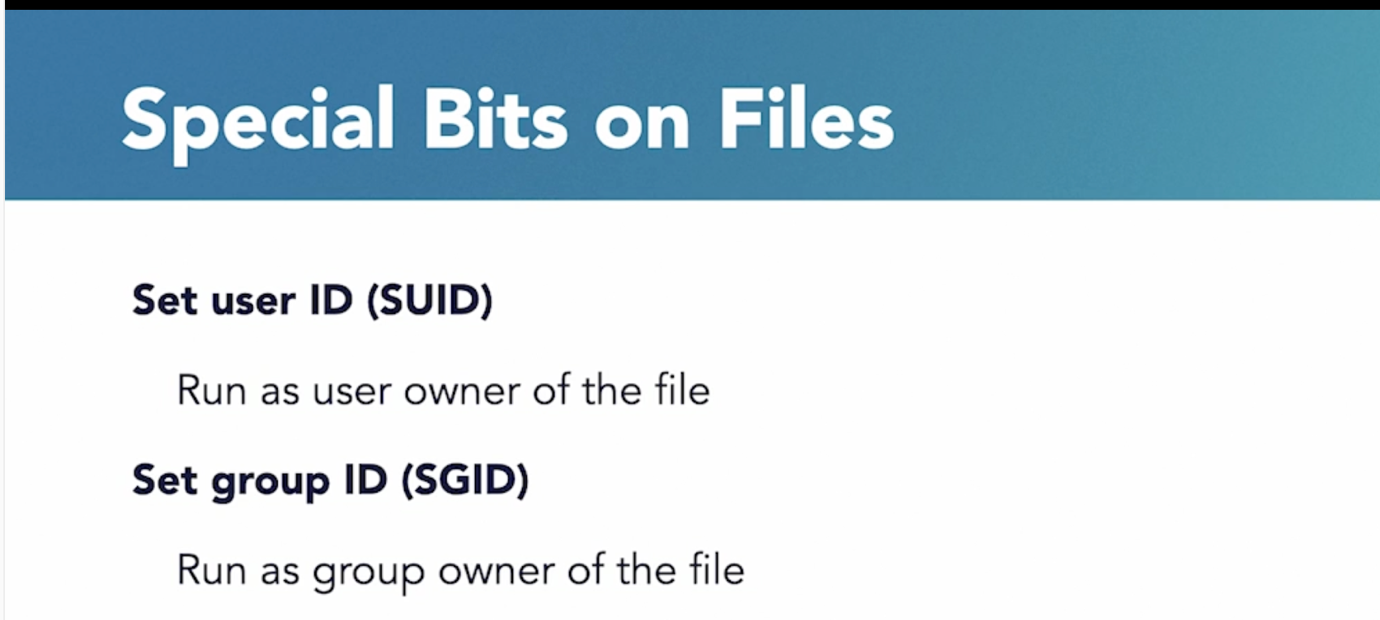 Special Bits on Files
Set user ID (SUID)
Run as user owner of the file
Set group ID (SGID)
Run as group owner of the file